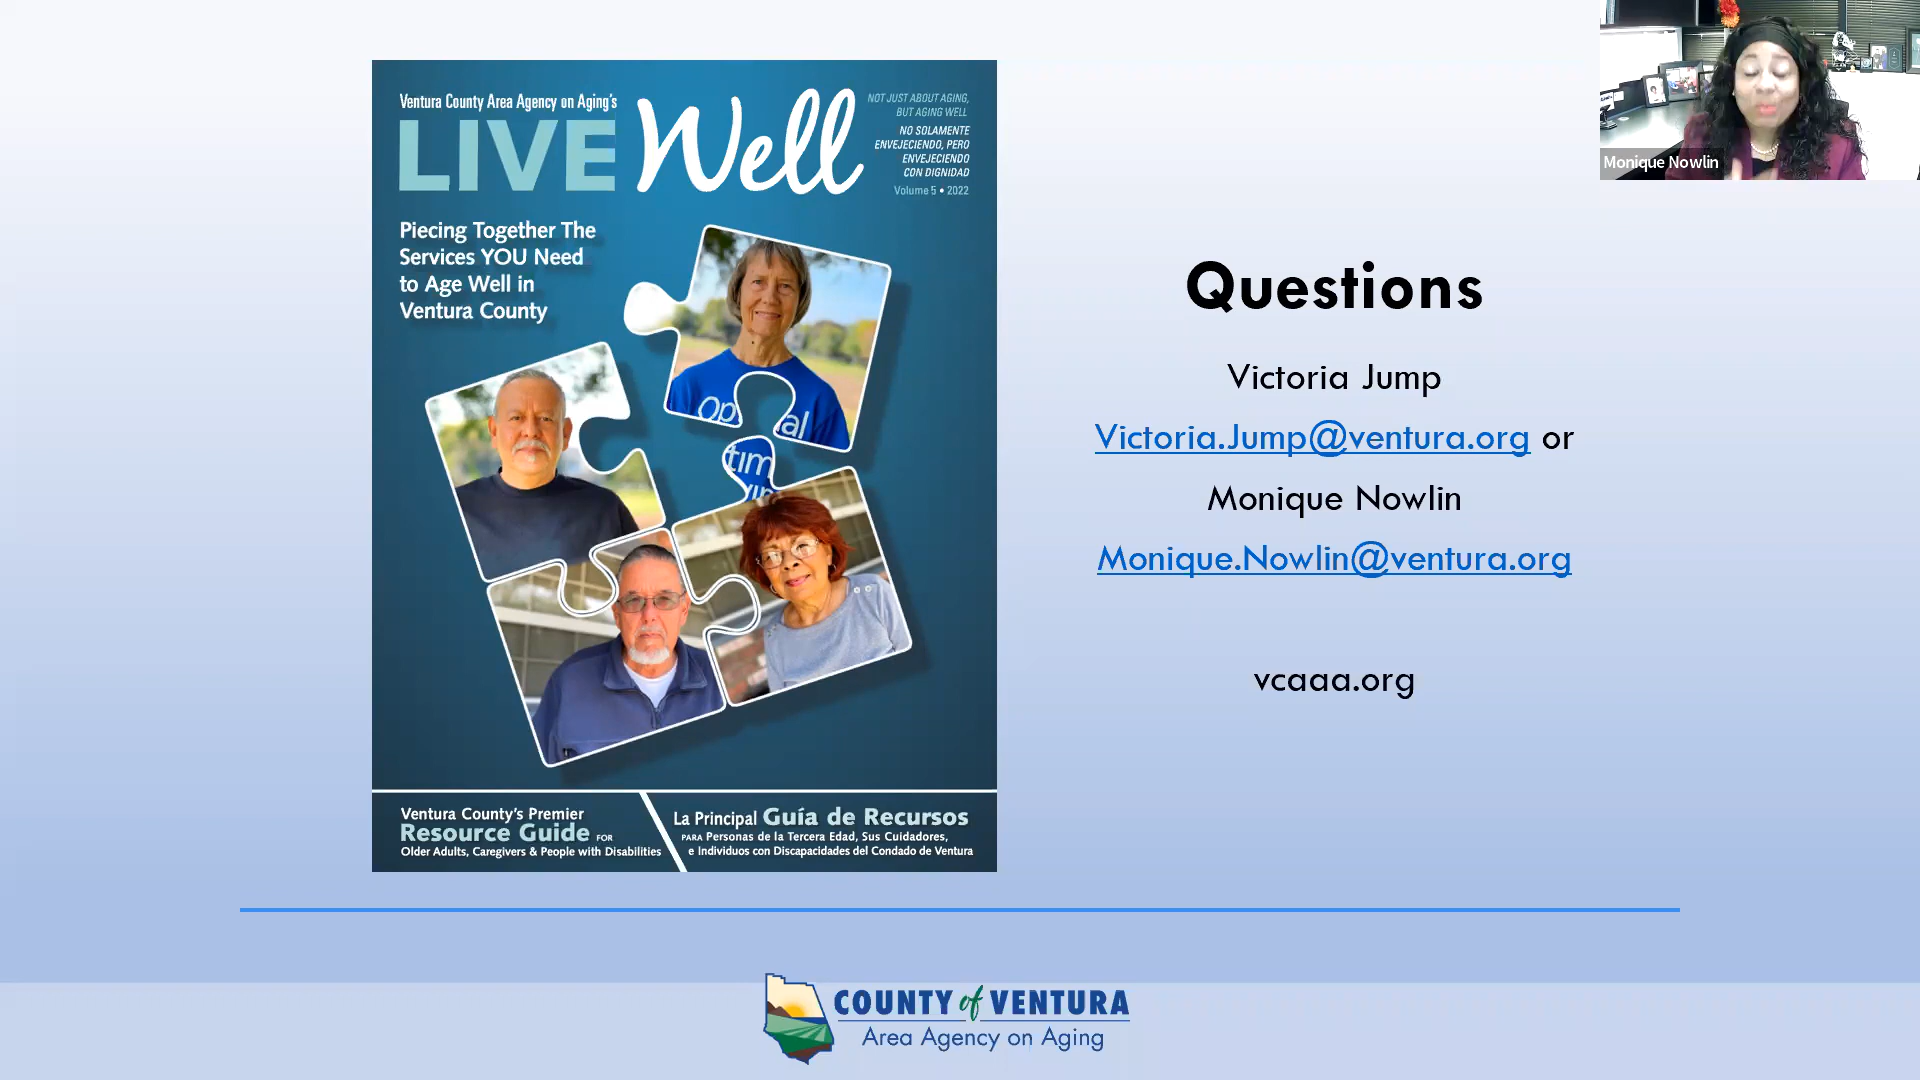 Ventura County Area Agency on Aging's
LIVE Well
NOT JUST ABOUT AGING,
BUT AGING WELL
NO SOLAMENTE
ENVEJECIENDO, PERO
ENVEJECIENDO
CON DIGNIDAD
Volume 5 • 2022
Piecing Together The
Services YOU Need
to Age Well in
Ventura County
Op al
tim
Ventura County's Premier
Resource Guide FOR
Older Adults, Caregivers & People with Disabilities
La Principal Guía de Recursos
PARA Personas de la Tercera Edad, Sus Cuidadores,
e Individuos con Discapacidades del Condado de Ventura
Questions
Victoria Jump
Victoria.Jump@ventura.org or
Monique Nowlin
Monique.Nowlin@ventura.org
vcaaa.org
Monique Nowlin
COUNTY of VENTURA
Area Agency on Aging